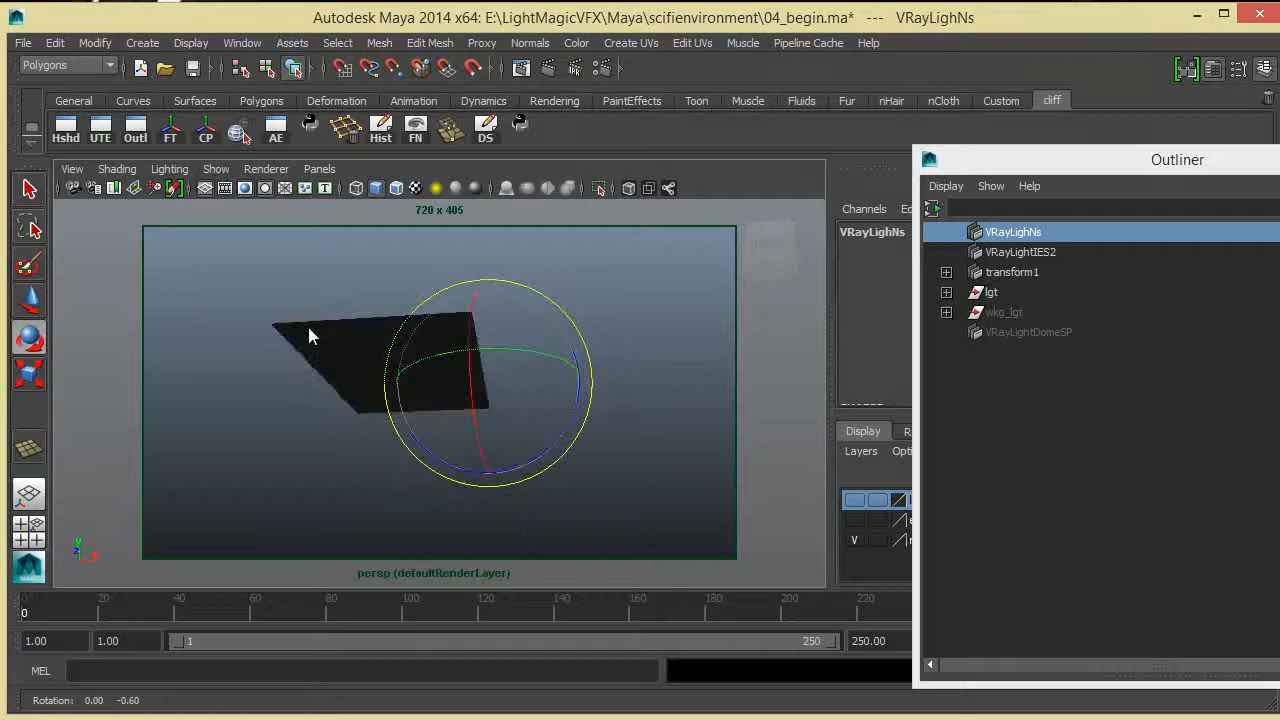 Autodesk Maya 2014 x64: E:\LightMagicVFX\Maya\scifienvironment\04_begin.ma* --- VRayLighNs
File Edit Modify Create Display Window Assets Select Mesh Edit Mesh Proxy Normals Color Create UVs Edit UVs Muscle Pipeline Cache Help
Polygons
General Curves Surfaces Polygons Deformation Animation Dynamics Rendering PaintEffects Toon Muscle Fluids Fur nHair nCloth Custom cliff
Hshd UTE Outl FT CP AE Hist FN DS
View Shading Lighting Show Renderer Panels
720 x 405
Channels
VRayLighNs
Display
Layers
V
persp (defaultRenderLayer)
0 20 40 60 80 100 120 140 160 180 200 220
0
1.00 1.00 1 250 250.00
MEL
Rotation: 0.00 -0.60
Outliner
Display Show Help
VRayLighNs
VRayLightIES2
transform1
lgt
wkg_lgt
VRayLightDomeSP